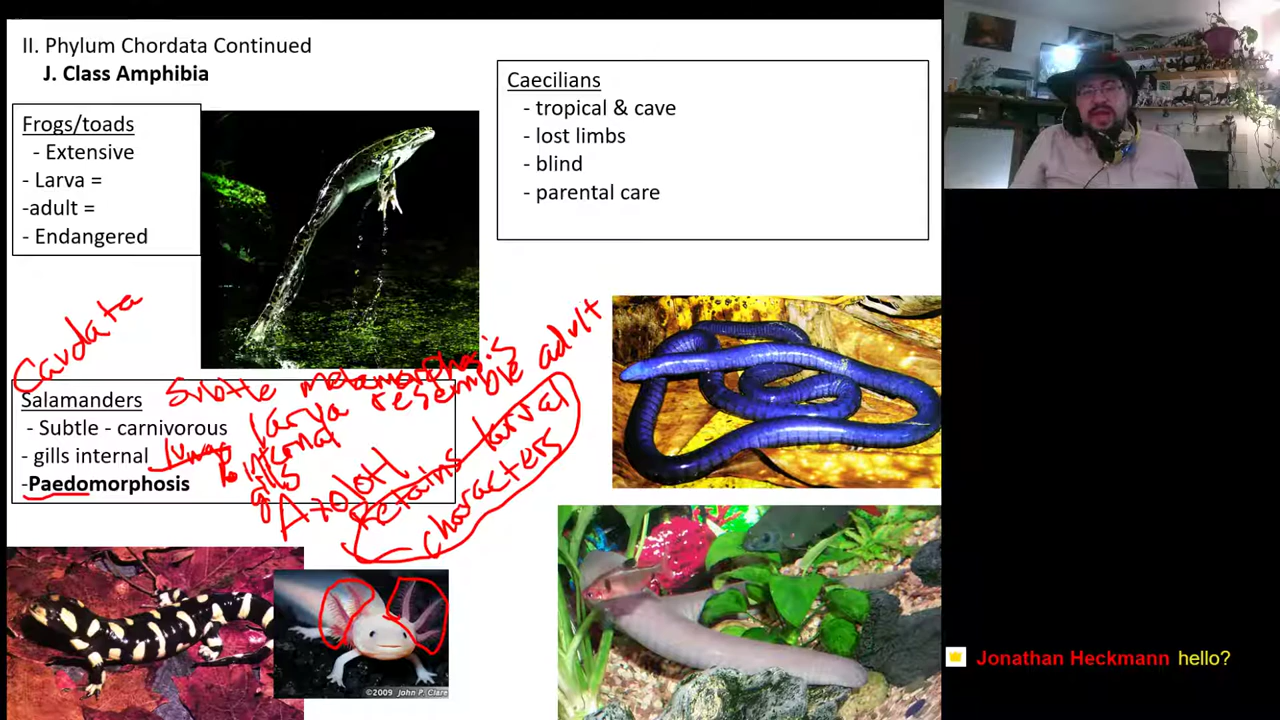 II. Phylum Chordata Continued
J. Class Amphibia
Frogs/toads
- Extensive
- Larva =
-adult =
- Endangered
Caecilians
- tropical & cave
- lost limbs
- blind
- parental care
Caudata
Salamanders
- Subtle - carnivorous
- gills internal
-Paedomorphosis
Subtle metamorphosis
larva resemble adult
lungs
internal
gills
Axolotl
Retains larval
characters
©2009 John P. Clare
Jonathan Heckmann hello?